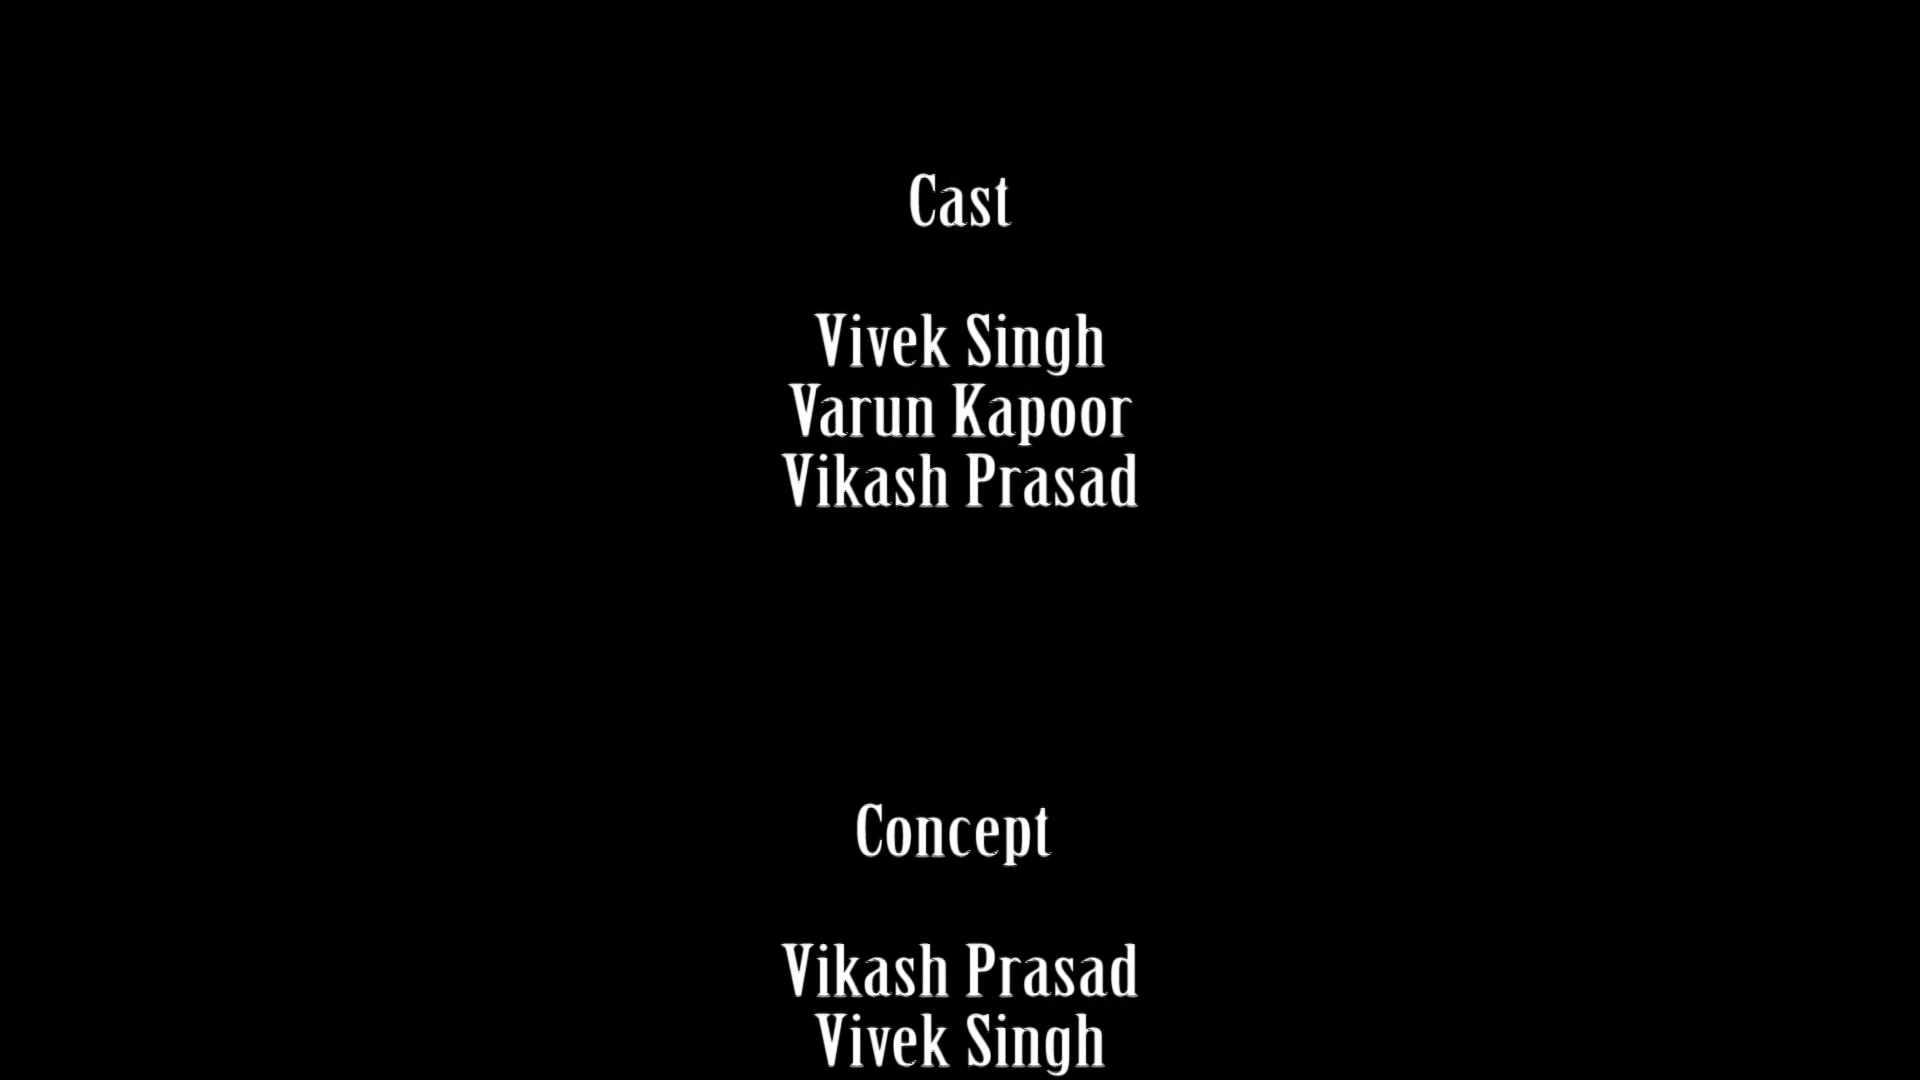 Cast
Vivek Singh
Varun Kapoor
Vikash Prasad
Concept
Vikash Prasad
Vivek Singh